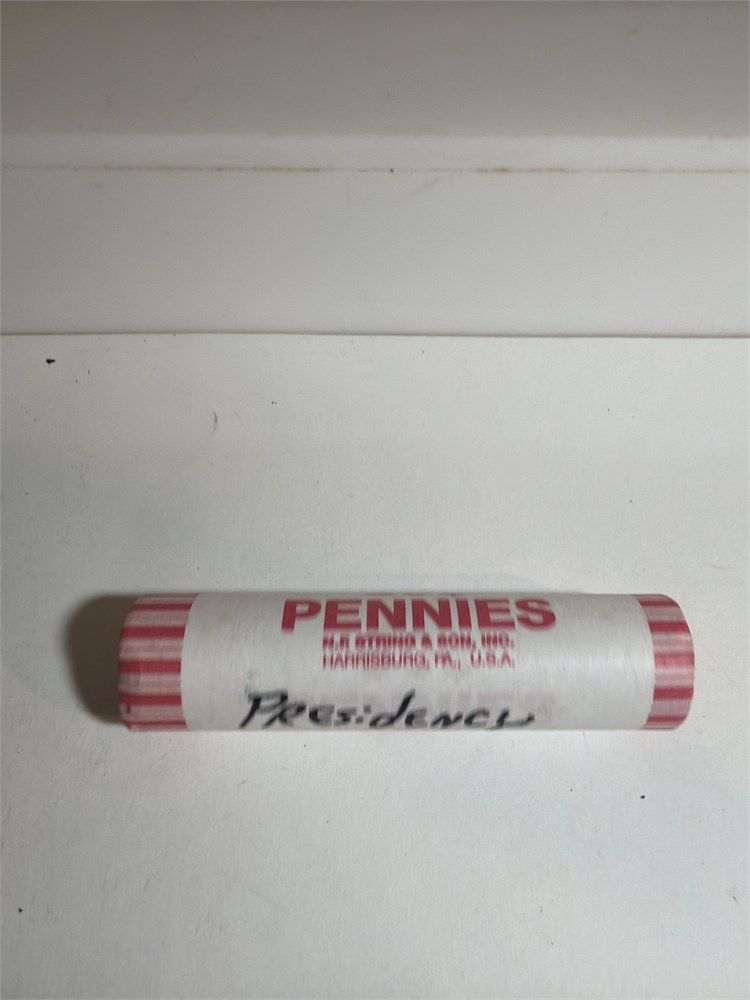 PENNIES
N.F. STRING & SON, INC.
HARRISBURG, PA., U.S.A.
Presidency